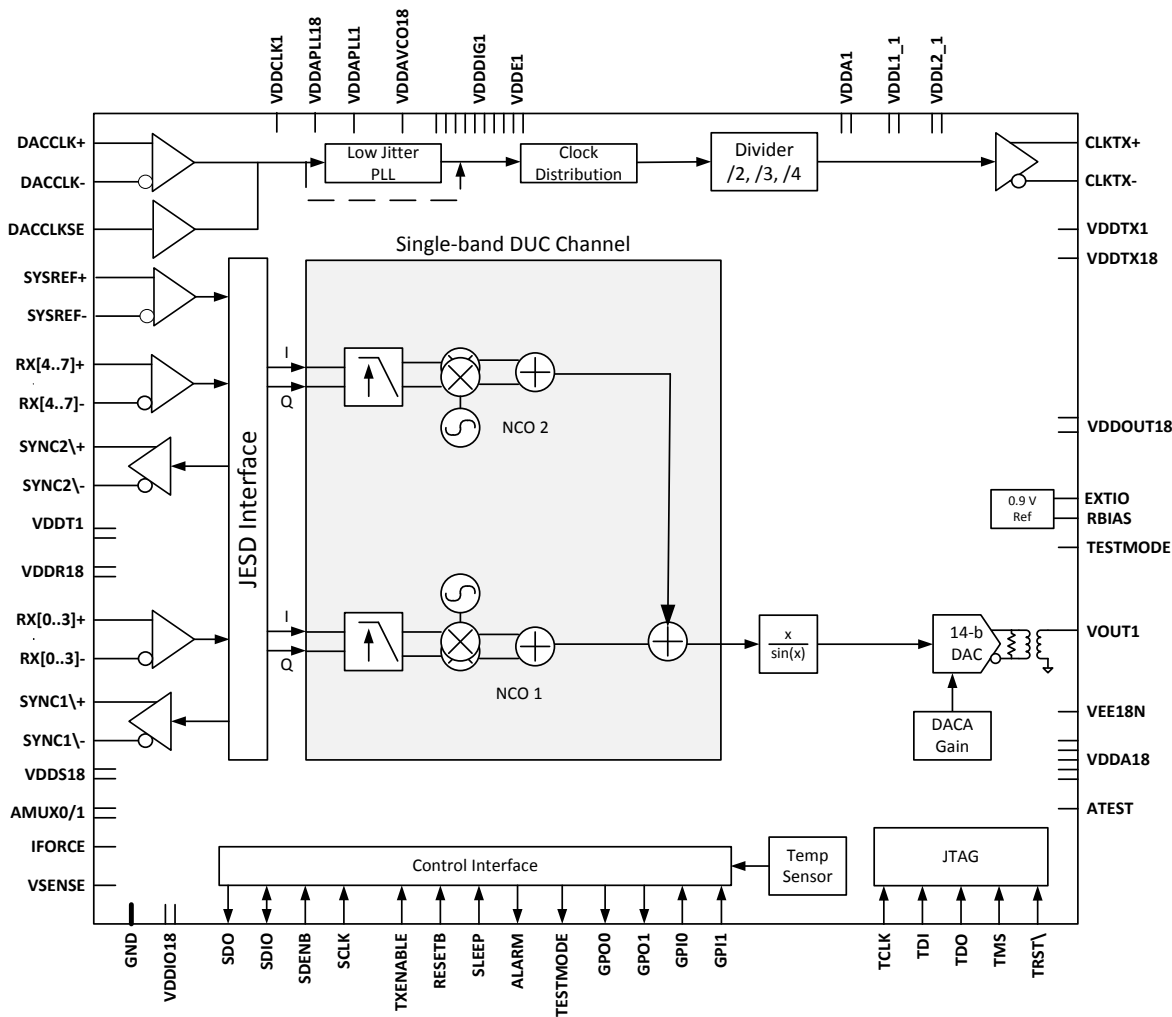 VDDCLK1
VDDAPLL18
VDDAPLL1
VDDAVCO18
VDDDIG1
VDDE1
VDDA1
VDDL1_1
VDDL2_1
DACCLK+
DACCLK-
DACCLKSE
SYSREF+
SYSREF-
RX[4..7]+
RX[4..7]-
SYNC2\+
SYNC2\-
VDDT1
VDDR18
RX[0..3]+
RX[0..3]-
SYNC1\+
SYNC1\-
VDDS18
AMUX0/1
IFORCE
VSENSE
Low Jitter
PLL
Clock
Distribution
Divider
/2, /3, /4
Single-band DUC Channel
JESD Interface
I
Q
NCO 2
I
Q
NCO 1
x
sin(x)
14-b
DAC
DACA
Gain
0.9 V
Ref
CLKTX+
CLKTX-
VDDTX1
VDDTX18
VDDOUT18
EXTIO
RBIAS
TESTMODE
VOUT1
VEE18N
VDDA18
ATEST
Control Interface
Temp
Sensor
JTAG
GND
VDDIO18
SDO
SDIO
SDENB
SCLK
TXENABLE
RESETB
SLEEP
ALARM
TESTMODE
GPO0
GPO1
GPI0
GPI1
TCLK
TDI
TDO
TMS
TRST\